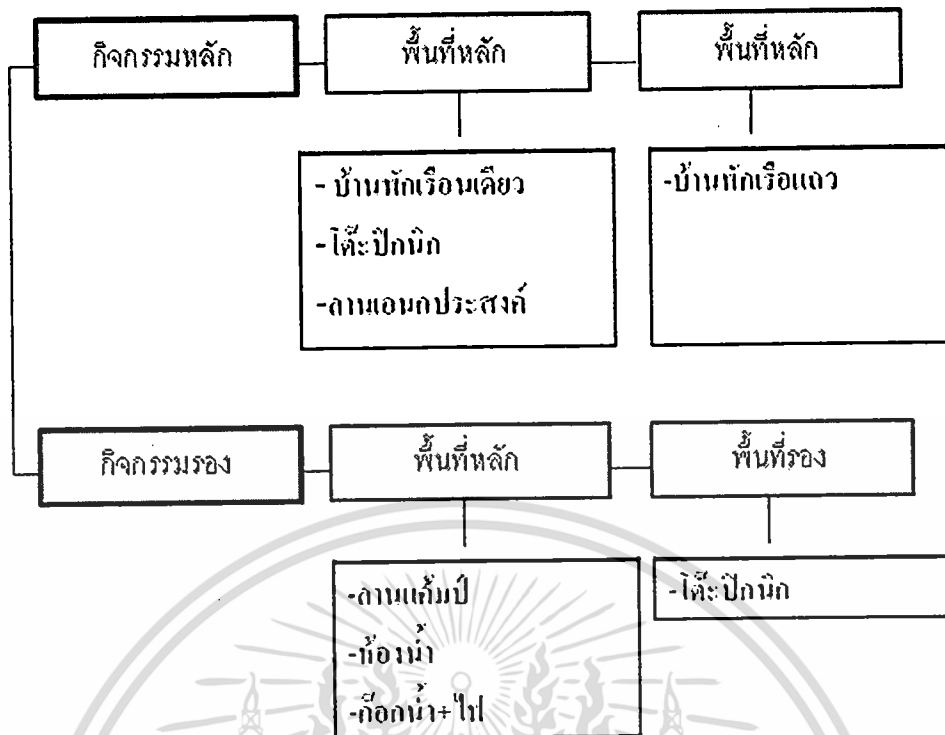 กิจกรรมหลัก
พื้นที่หลัก
พื้นที่หลัก
- บ้านพักเรือนเดียว
-โต๊ะปิกนิก
-ลานเอนกประสงค์
-บ้านพักเรือแถว
กิจกรรมรอง
พื้นที่หลัก
พื้นที่รอง
-ลานแค้มป์
-ห้องน้ำ
-ก๊อกน้ำ+ไฟ
-โต๊ะปิกนิก